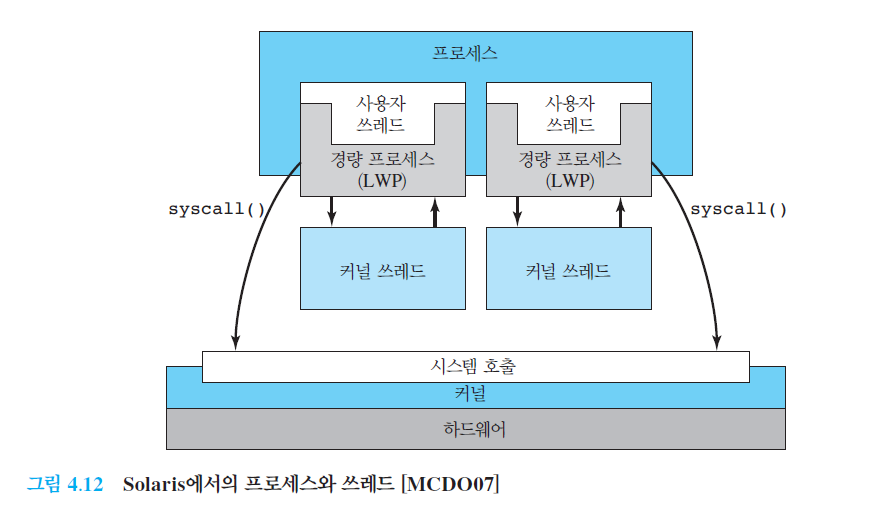 프로세스
사용자
쓰레드
사용자
쓰레드
경량 프로세스
(LWP)
경량 프로세스
(LWP)
syscall()
syscall()
커널 쓰레드
커널 쓰레드
시스템 호출
커널
하드웨어
그림 4.12 Solaris에서의 프로세스와 쓰레드 [MCDO07]